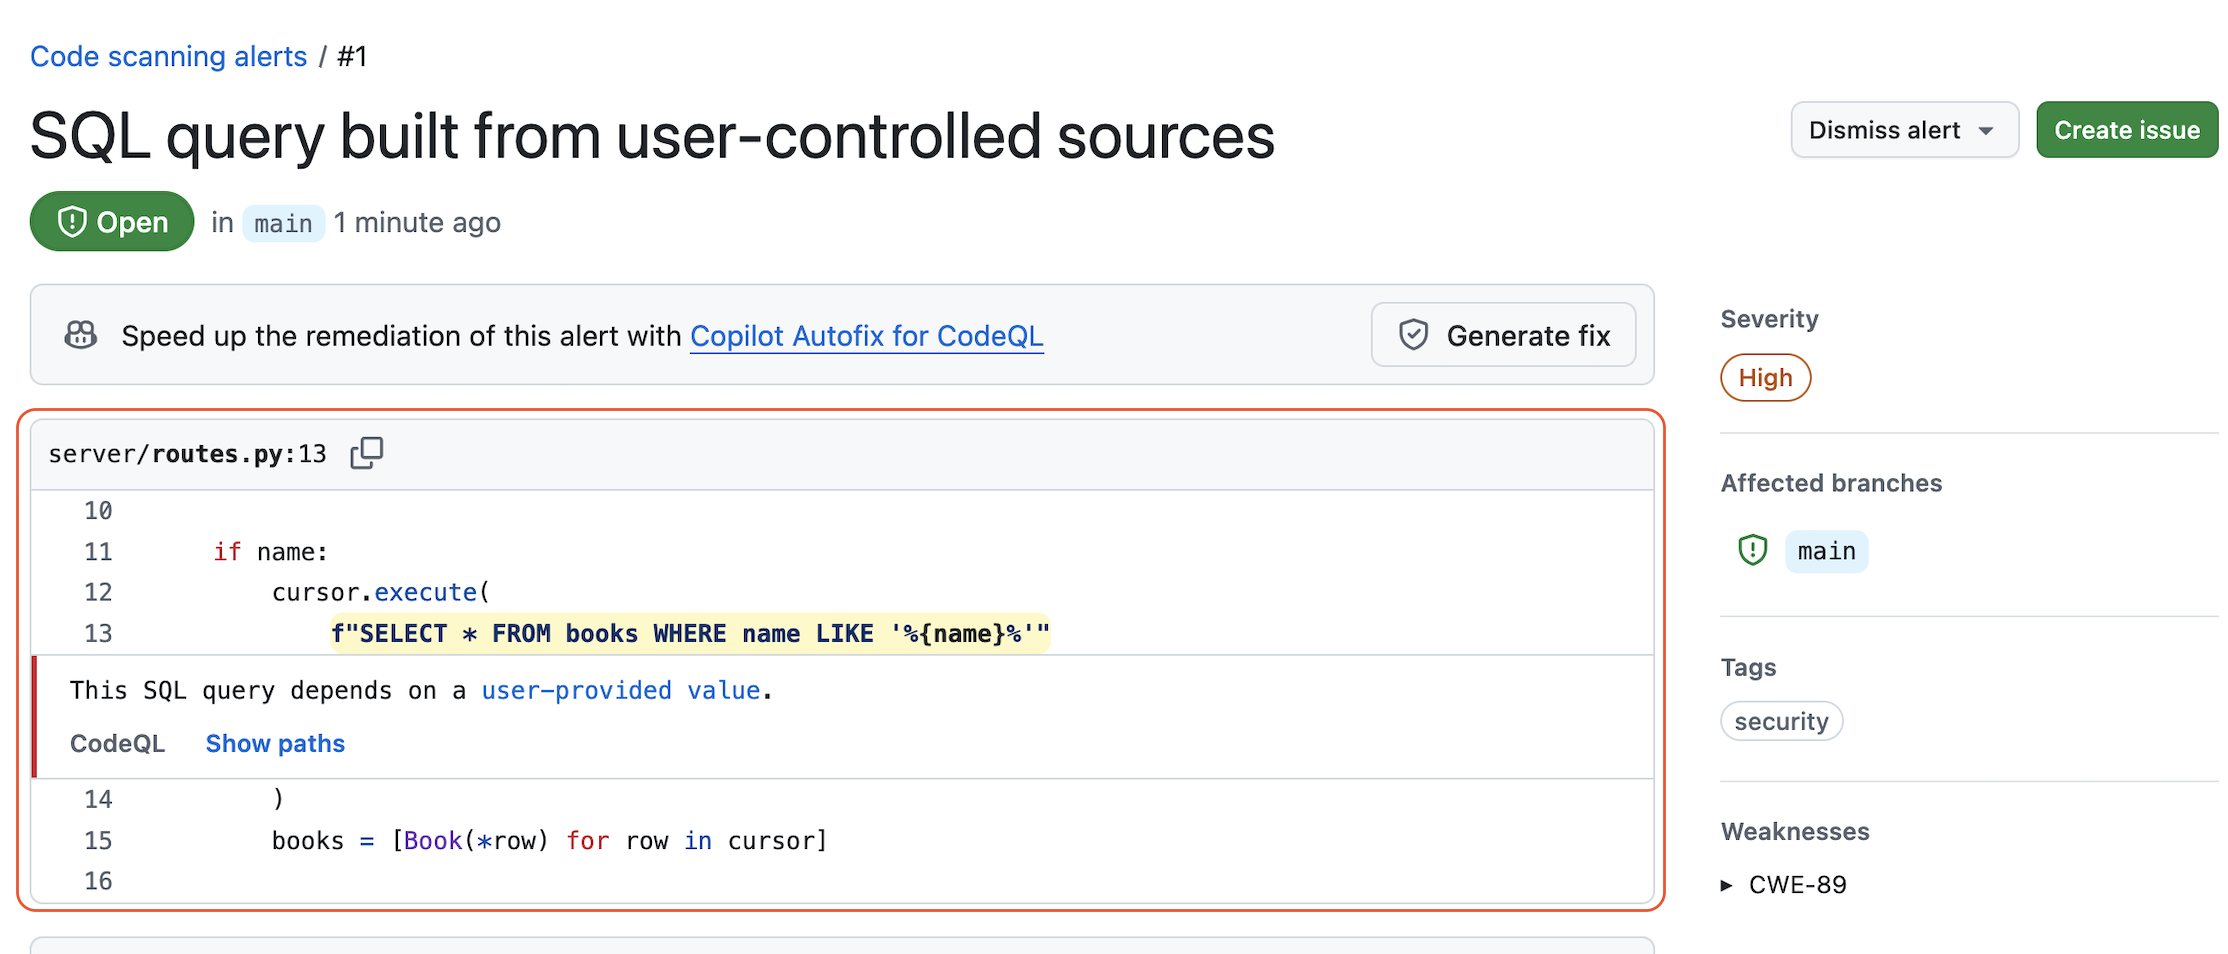 Code scanning alerts / #1
SQL query built from user-controlled sources
Dismiss alert
Create issue
Open in main 1 minute ago
Speed up the remediation of this alert with Copilot Autofix for CodeQL
Generate fix
server/routes.py:13
10
11 if name:
12 cursor.execute(
13 f"SELECT * FROM books WHERE name LIKE '%{name}%'"
This SQL query depends on a user-provided value.
CodeQL Show paths
14 )
15 books = [Book(*row) for row in cursor]
16
Severity
High
Affected branches
main
Tags
security
Weaknesses
CWE-89